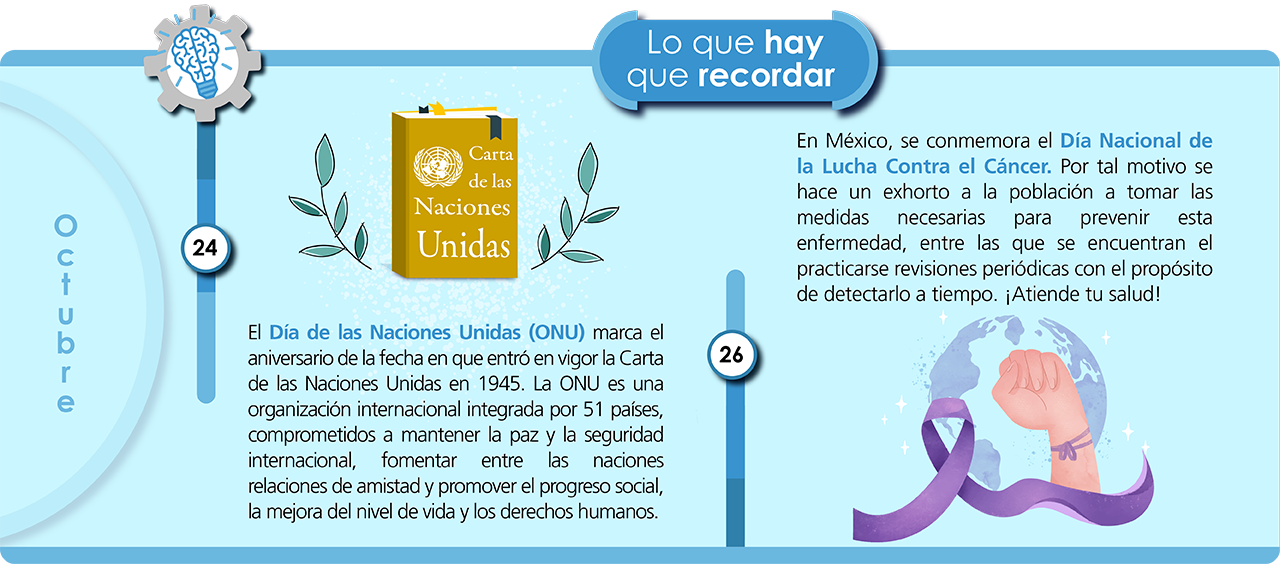 Lo que hay
que recordar
Octubre
24
Carta
de las
Naciones
Unidas
El Día de las Naciones Unidas (ONU) marca el
aniversario de la fecha en que entró en vigor la Carta
de las Naciones Unidas en 1945. La ONU es una
organización internacional integrada por 51 países,
comprometidos a mantener la paz y la seguridad
internacional, fomentar entre las naciones
relaciones de amistad y promover el progreso social,
la mejora del nivel de vida y los derechos humanos.
26
En México, se conmemora el Día Nacional de
la Lucha Contra el Cáncer. Por tal motivo se
hace un exhorto a la población a tomar las
medidas necesarias para prevenir esta
enfermedad, entre las que se encuentran el
practicarse revisiones periódicas con el propósito
de detectarlo a tiempo. ¡Atiende tu salud!